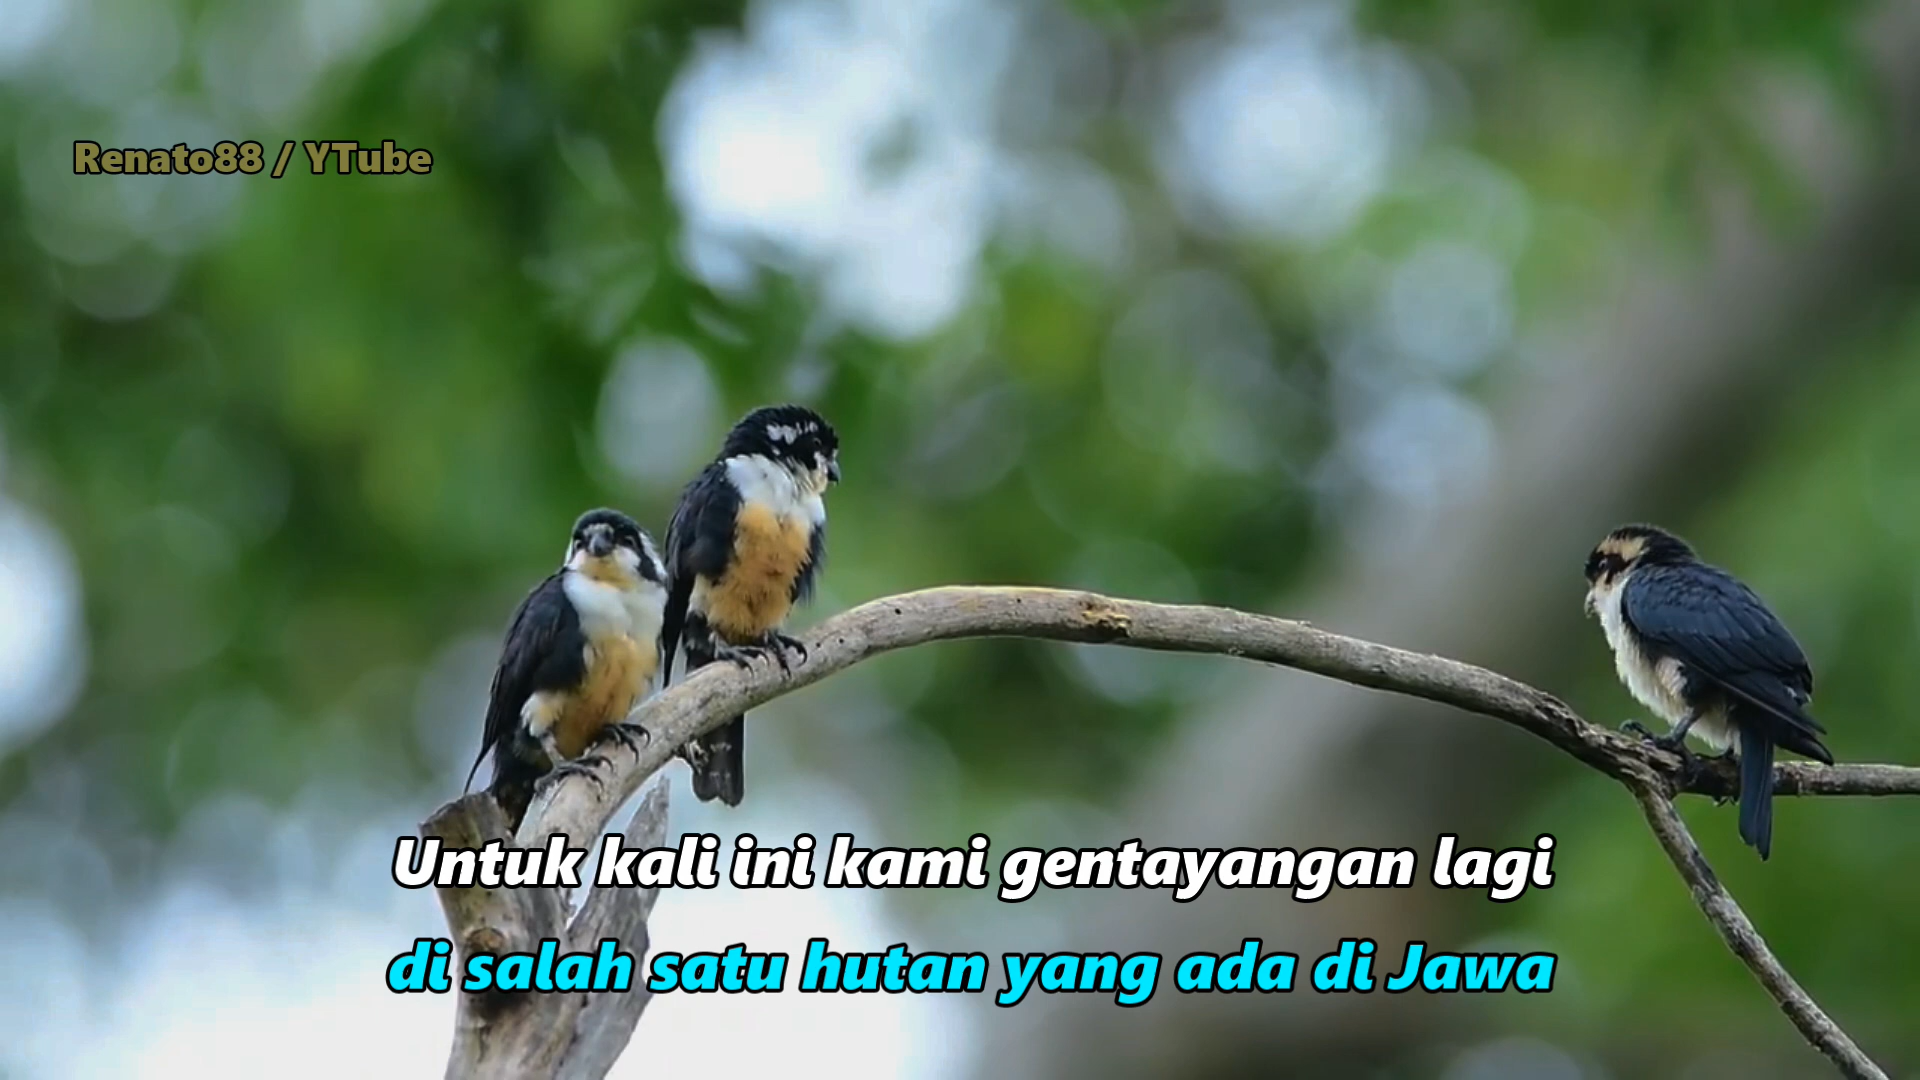 Renato88 / YTube
Untuk kali ini kami gentayangan lagi
di salah satu hutan yang ada di Jawa